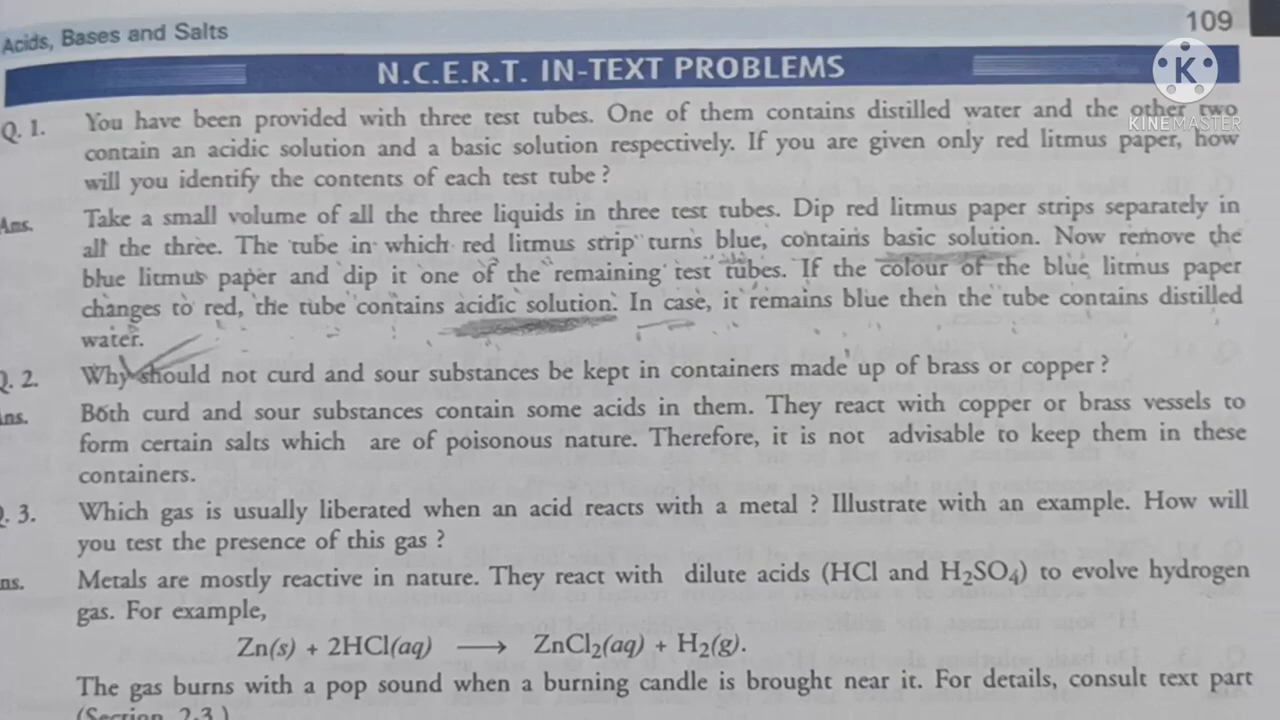 Acids, Bases and Salts
109
N.C.E.R.T. IN-TEXT PROBLEMS
K
KINEMASTER
Q. 1. You have been provided with three test tubes. One of them contains distilled water and the other two
contain an acidic solution and a basic solution respectively. If you are given only red litmus paper, how
will you identify the contents of each test tube ?
Ans. Take a small volume of all the three liquids in three test tubes. Dip red litmus paper strips separately in
all the three. The tube in which red litmus strip turns blue, contains basic solution. Now remove the
blue litmus paper and dip it one of the remaining test tubes. If the colour of the blue litmus paper
changes to red, the tube contains acidic solution. In case, it remains blue then the tube contains distilled
water.
Q. 2. Why should not curd and sour substances be kept in containers made up of brass or copper ?
Ans. Both curd and sour substances contain some acids in them. They react with copper or brass vessels to
form certain salts which are of poisonous nature. Therefore, it is not advisable to keep them in these
containers.
Q. 3. Which gas is usually liberated when an acid reacts with a metal ? Illustrate with an example. How will
you test the presence of this gas ?
ns. Metals are mostly reactive in nature. They react with dilute acids (HCl and H₂SO₄) to evolve hydrogen
gas. For example,
Zn(s) + 2HCl(aq) ⟶ ZnCl₂(aq) + H₂(g).
The gas burns with a pop sound when a burning candle is brought near it. For details, consult text part
(Section 2.3.)